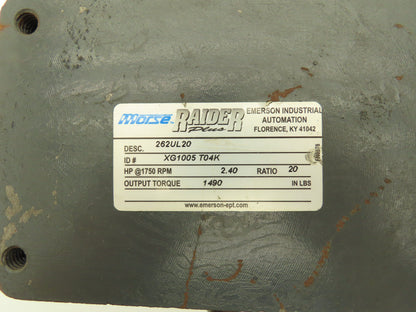 Morse RAIDER Plus
EMERSON INDUSTRIAL
AUTOMATION
FLORENCE, KY 41042
DESC. 262UL20
ID # XG1005 T04K
HP @1750 RPM 2.40 RATIO 20
OUTPUT TORQUE 1490 IN LBS
www.emerson-ept.com